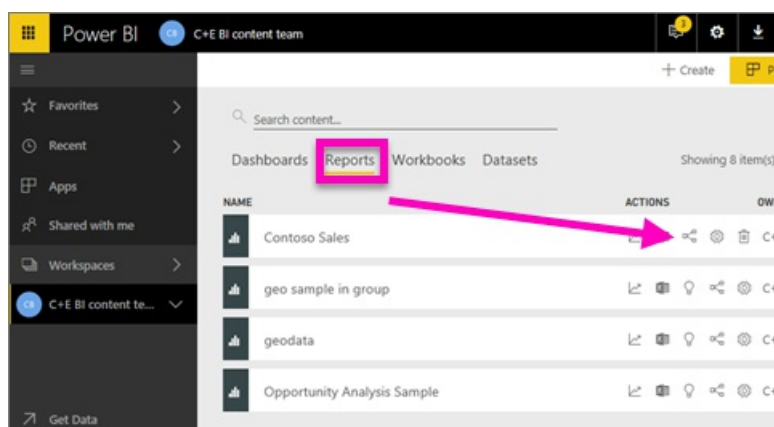 Power BI C+E BI content team 3
+ Create P
Favorites
Search content...
Recent
Dashboards Reports Workbooks Datasets Showing 8 item(s)
Apps
NAME ACTIONS OW
Shared with me
Contoso Sales C+
Workspaces
geo sample in group C+
C+E BI content te...
geodata C+
Opportunity Analysis Sample C+
Get Data